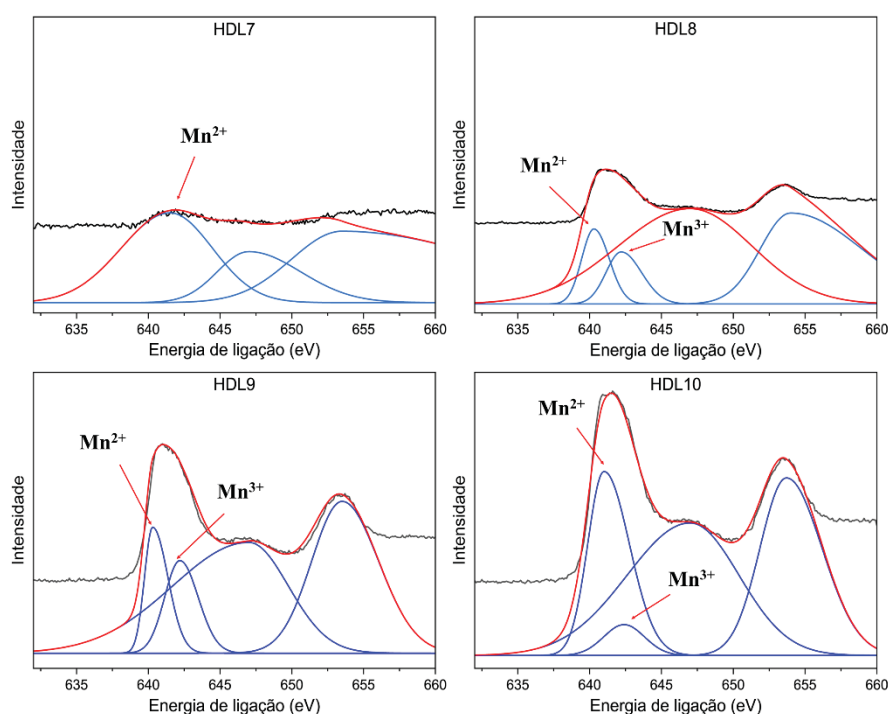 HDL7
Intensidade
Mn²⁺
635 640 645 650 655 660
Energia de ligação (eV)
HDL8
Intensidade
Mn²⁺
Mn³⁺
635 640 645 650 655 660
Energia de ligação (eV)
HDL9
Intensidade
Mn²⁺
Mn³⁺
635 640 645 650 655 660
Energia de ligação (eV)
HDL10
Intensidade
Mn²⁺
Mn³⁺
635 640 645 650 655 660
Energia de ligação (eV)